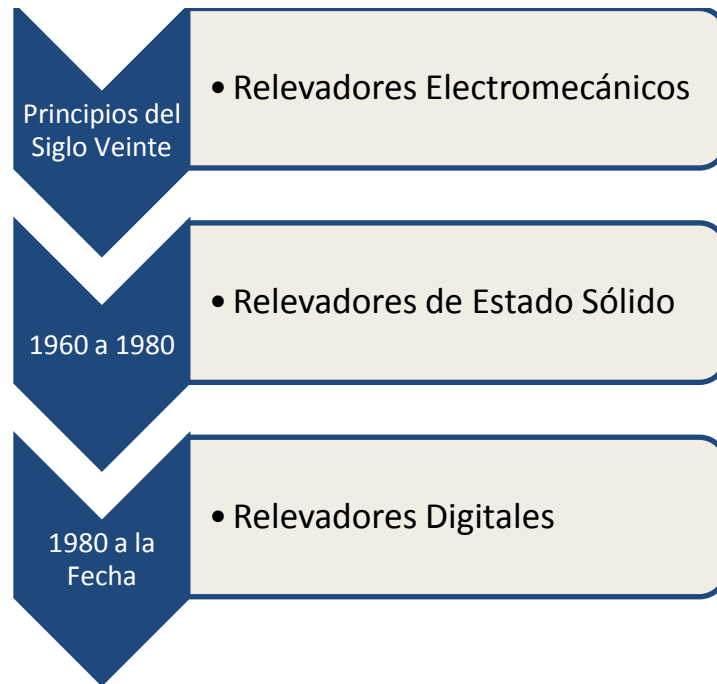 Principios del
Siglo Veinte
• Relevadores Electromecánicos
1960 a 1980
• Relevadores de Estado Sólido
1980 a la
Fecha
• Relevadores Digitales